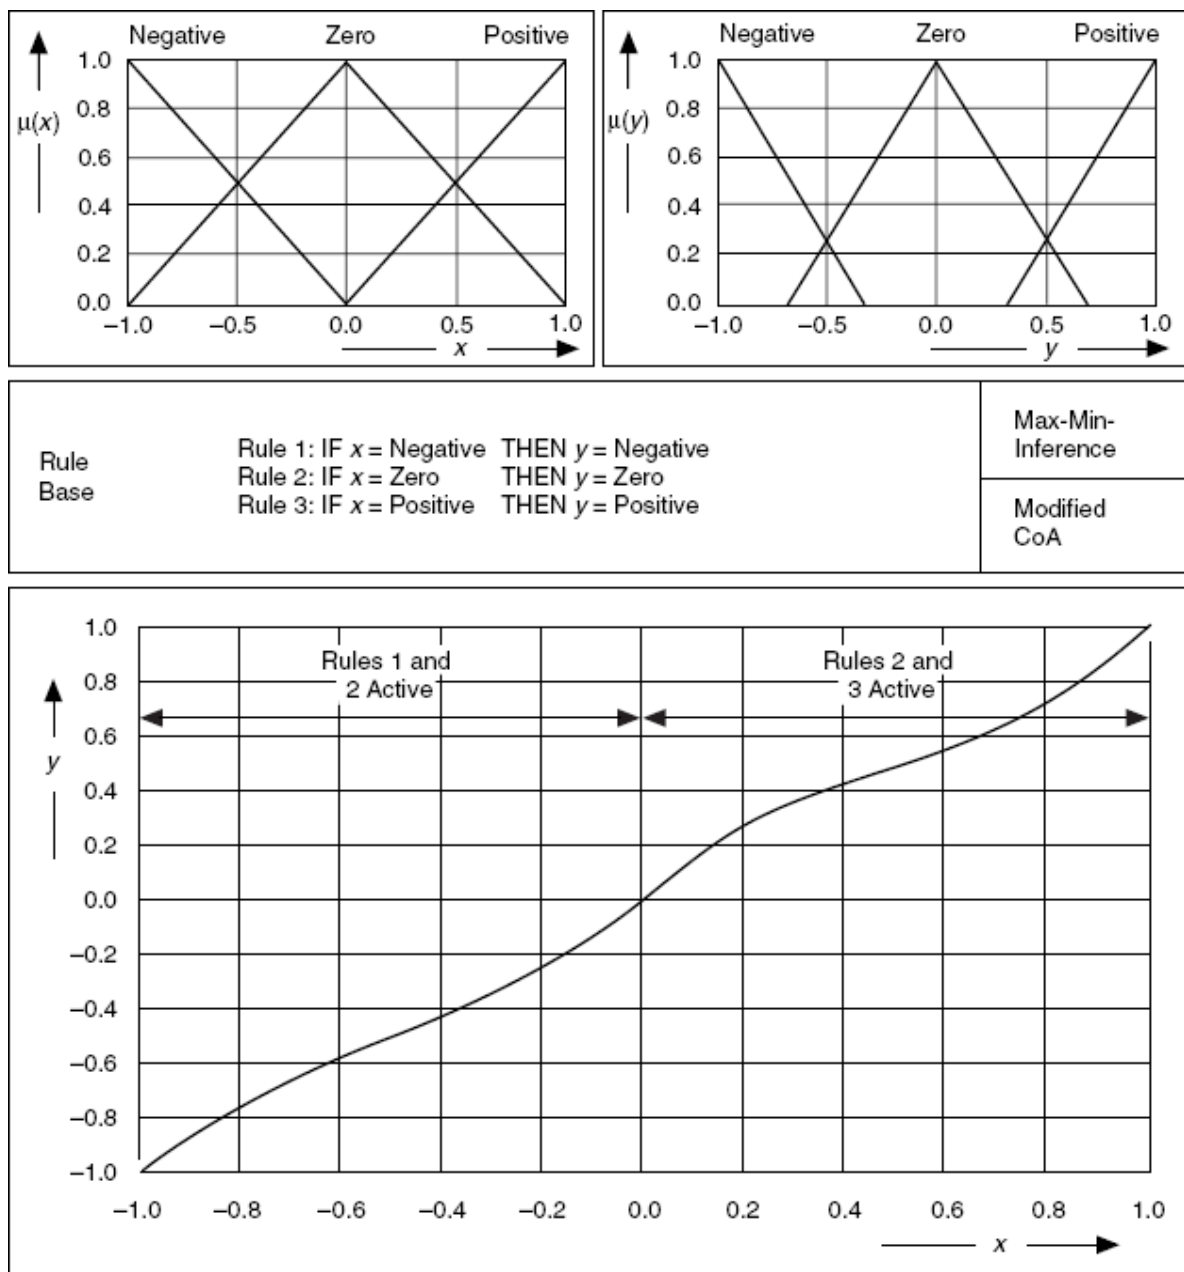 Negative Zero Positive
1.0
0.8
μ(x)
0.6
0.4
0.2
0.0
–1.0 –0.5 0.0 0.5 1.0
x
Negative Zero Positive
1.0
0.8
μ(y)
0.6
0.4
0.2
0.0
–1.0 –0.5 0.0 0.5 1.0
y
Rule
Base
Rule 1: IF x = Negative THEN y = Negative
Rule 2: IF x = Zero THEN y = Zero
Rule 3: IF x = Positive THEN y = Positive
Max-Min-
Inference
Modified
CoA
1.0
Rules 1 and
2 Active
Rules 2 and
3 Active
0.8
0.6
y
0.4
0.2
0.0
–0.2
–0.4
–0.6
–0.8
–1.0
–1.0 –0.8 –0.6 –0.4 –0.2 0.0 0.2 0.4 0.6 0.8 1.0
x